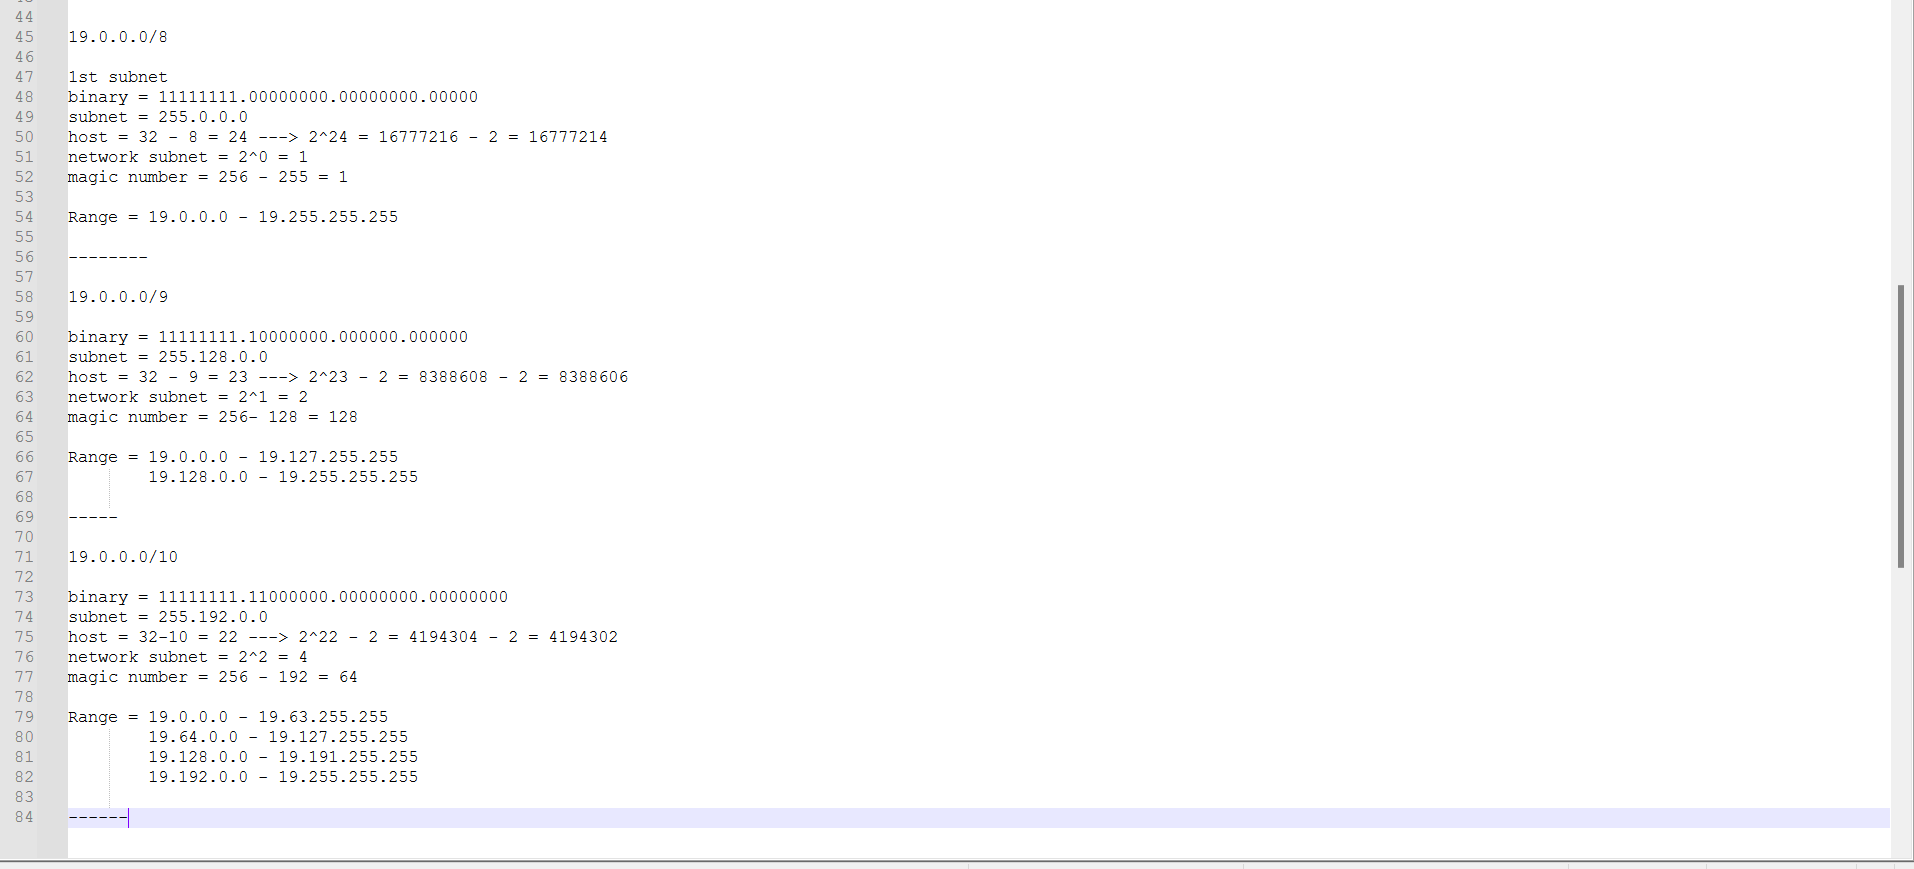 44
45 19.0.0.0/8
46
47 1st subnet
48 binary = 11111111.00000000.00000000.00000
49 subnet = 255.0.0.0
50 host = 32 - 8 = 24 ---> 2^24 = 16777216 - 2 = 16777214
51 network subnet = 2^0 = 1
52 magic number = 256 - 255 = 1
53
54 Range = 19.0.0.0 - 19.255.255.255
55
56 --------
57
58 19.0.0.0/9
59
60 binary = 11111111.10000000.000000.000000
61 subnet = 255.128.0.0
62 host = 32 - 9 = 23 ---> 2^23 - 2 = 8388608 - 2 = 8388606
63 network subnet = 2^1 = 2
64 magic number = 256- 128 = 128
65
66 Range = 19.0.0.0 - 19.127.255.255
67 19.128.0.0 - 19.255.255.255
68
69 -----
70
71 19.0.0.0/10
72
73 binary = 11111111.11000000.00000000.00000000
74 subnet = 255.192.0.0
75 host = 32-10 = 22 ---> 2^22 - 2 = 4194304 - 2 = 4194302
76 network subnet = 2^2 = 4
77 magic number = 256 - 192 = 64
78
79 Range = 19.0.0.0 - 19.63.255.255
80 19.64.0.0 - 19.127.255.255
81 19.128.0.0 - 19.191.255.255
82 19.192.0.0 - 19.255.255.255
83
84 ------